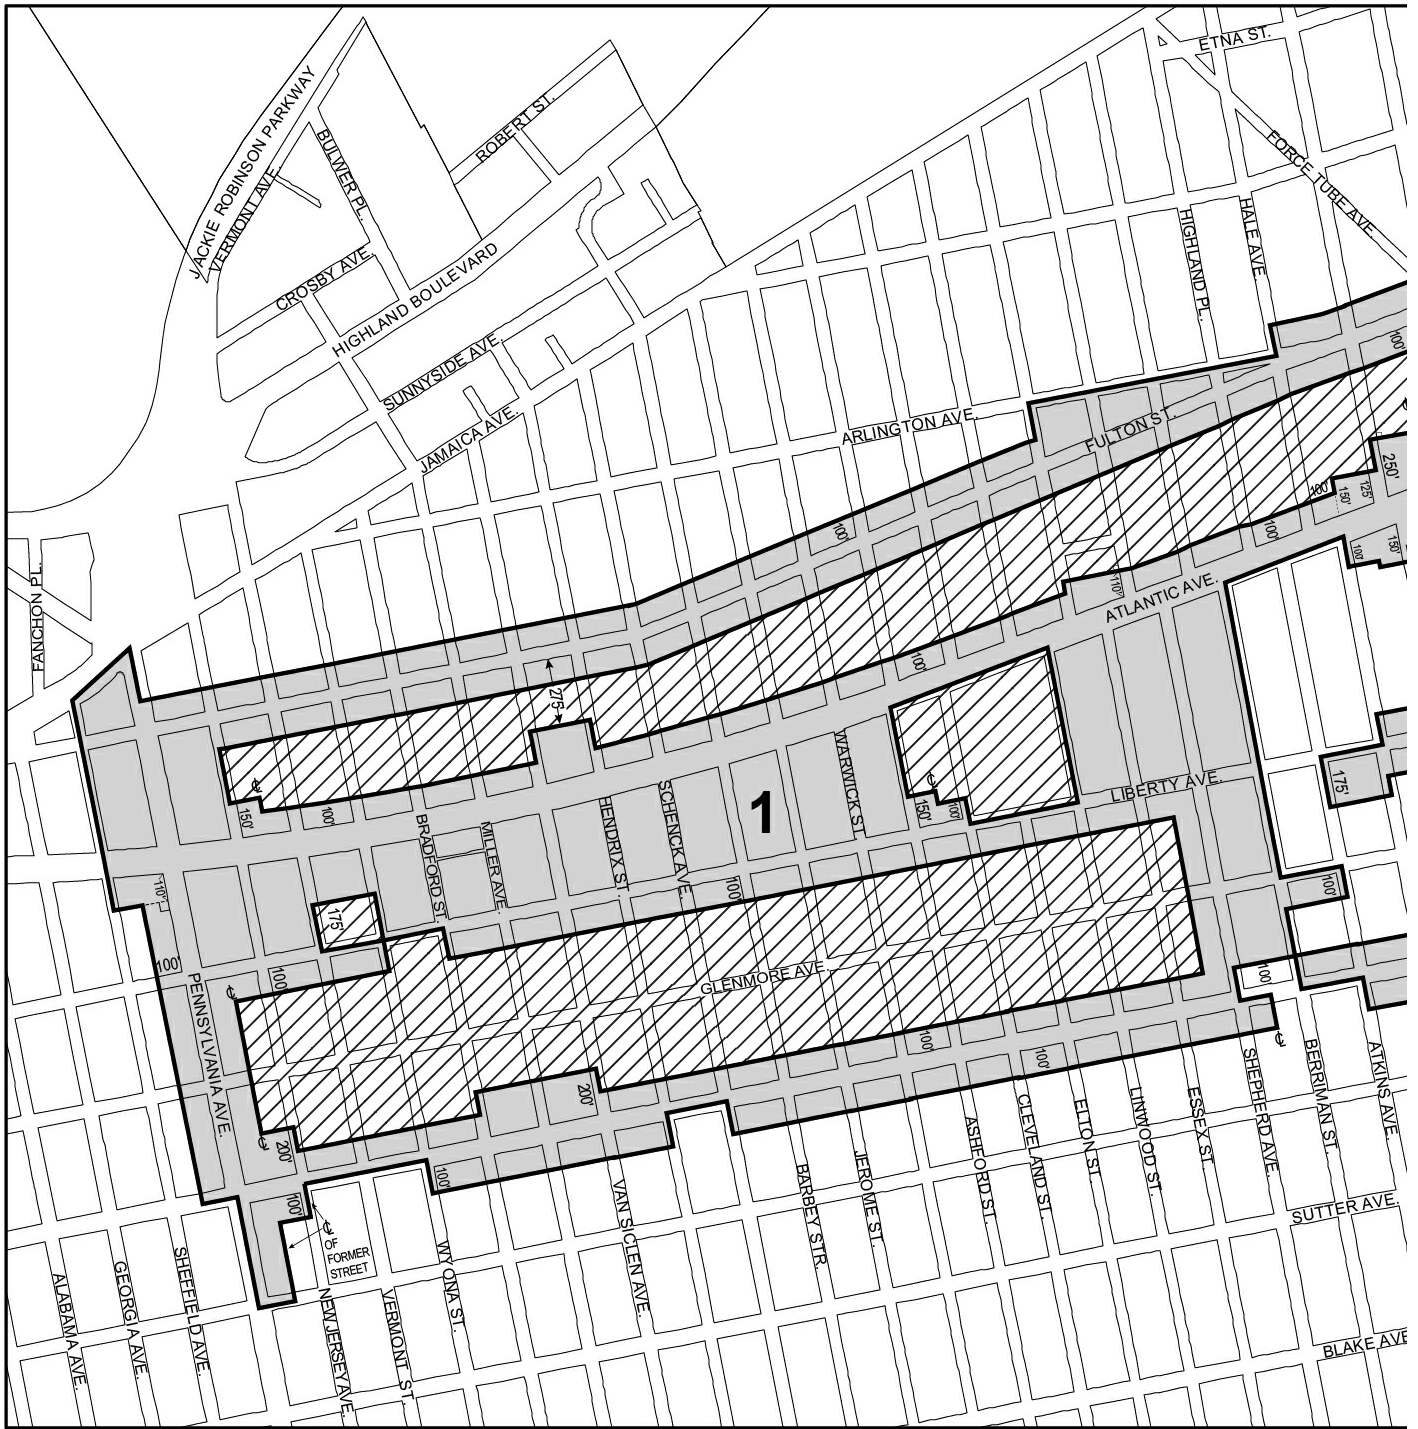 ETNA ST.
JACKIE ROBINSON PARKWAY
VERMONT AVE.
BULWER PL.
ROBERT ST.
FORCE TUBE AVE.
CROSBY AVE.
HIGHLAND BOULEVARD
HIGHLAND PL.
HALE AVE.
SUNNYSIDE AVE.
JAMAICA AVE.
ARLINGTON AVE.
FULTON ST.
100'
250'
100'
150'
125'
100'
100'
100'
150'
FANCHON PL.
110'
ATLANTIC AVE.
100'
275'
WARWICK ST.
SCHENCK AVE.
HENDRIX ST
1
℄
℄
LIBERTY AVE.
175'
150'
100'
150'
100'
BRADFORD ST.
MILLER AVE.
110'
175'
100'
100'
100'
100'
GLENMORE AVE.
100'
℄
PENNSYLVANIA AVE.
100'
100'
℄
200'
200'
℄
100'
100'
℄
OF
FORMER
STREET
SHEPHERD AVE.
BERRIMAN ST.
ATKINS AVE.
ESSEX ST.
LINWOOD ST.
ELTON ST.
CLEVELAND ST.
ASHFORD ST.
JEROME ST.
BARBEY STR.
VAN SICLEN AVE.
WYONA ST.
VERMONT ST.
NEW JERSEY AVE.
SHEFFIELD AVE.
GEORGIA AVE.
ALABAMA AVE.
SUTTER AVE.
BLAKE AVE